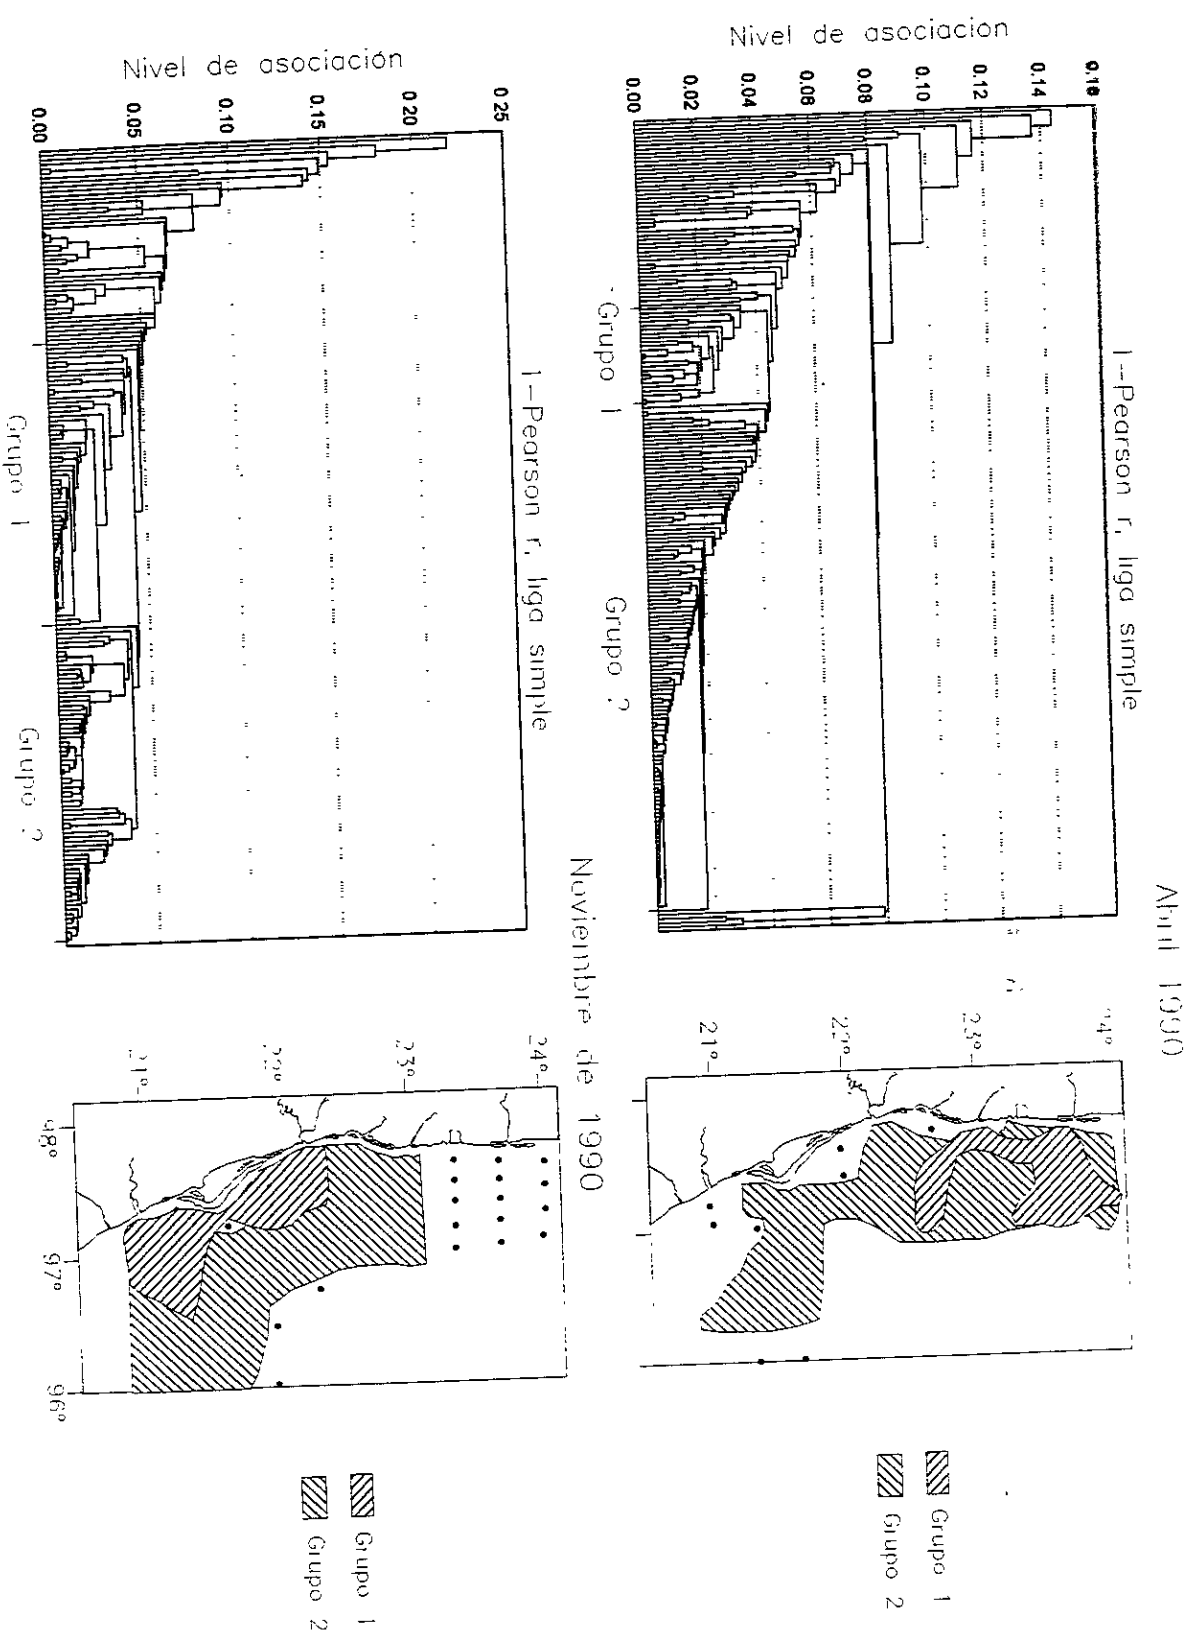 Abril 1990
1-Pearson r, liga simple
Nivel de asociación
0.16
0.14
0.12
0.10
0.08
0.06
0.04
0.02
0.00
Grupo 1
Grupo 2
24°
23°
22°
21°
Grupo 1
Grupo 2
Noviembre de 1990
1-Pearson r, liga simple
Nivel de asociación
0.25
0.20
0.15
0.10
0.05
0.00
Grupo 1
Grupo 2
24°
23°
22°
21°
98°
97°
96°
Grupo 1
Grupo 2